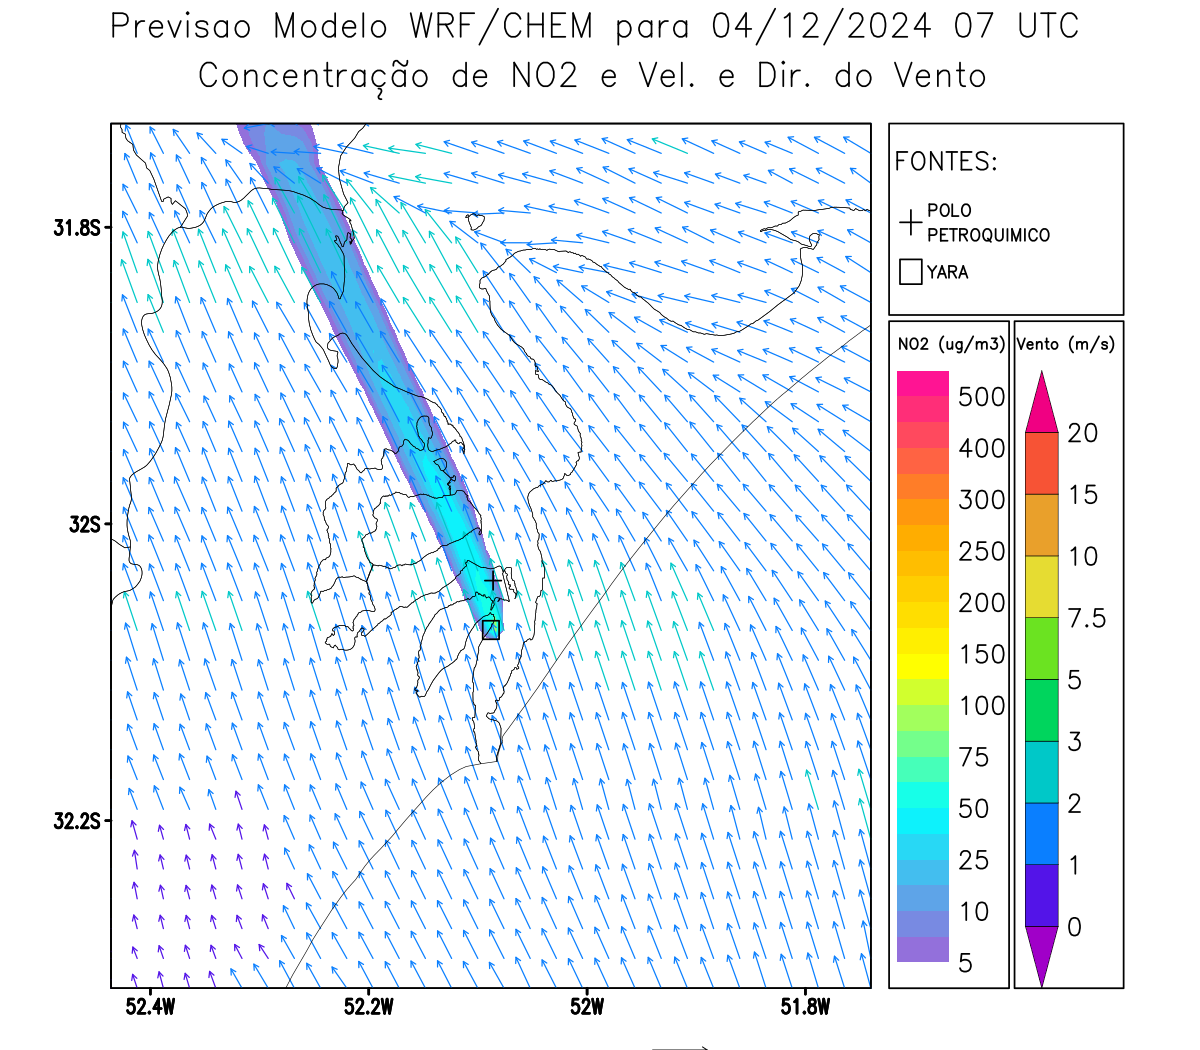 Previsao Modelo WRF/CHEM para 04/12/2024 07 UTC
Concentração de NO2 e Vel. e Dir. do Vento
FONTES:
POLO
PETROQUIMICO
YARA
NO2 (ug/m3)
500
400
300
250
200
150
100
75
50
25
10
5
Vento (m/s)
20
15
10
7.5
5
3
2
1
0
31.8S
32S
32.2S
52.4W
52.2W
52W
51.8W